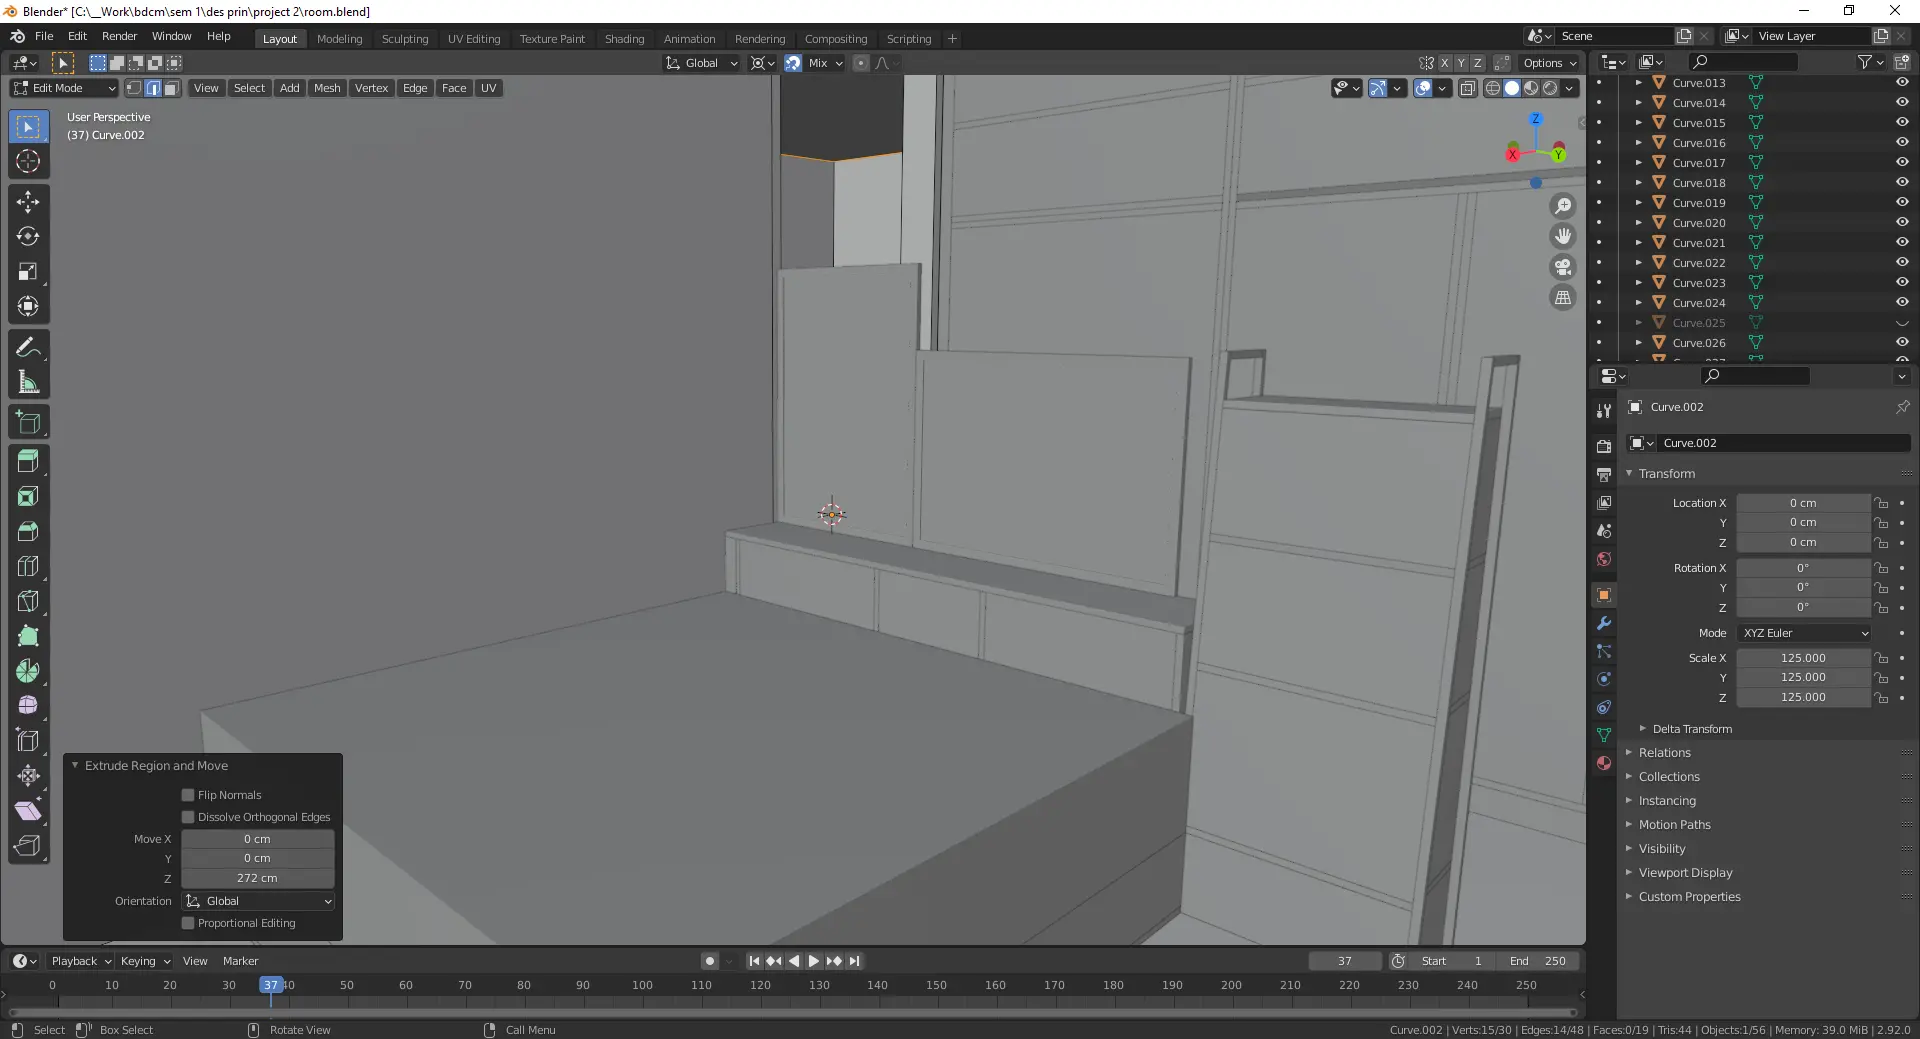 Blender* [C:\__Work\bdcm\sem 1\des prin\project 2\room.blend]
File Edit Render Window Help Layout Modeling Sculpting UV Editing Texture Paint Shading Animation Rendering Compositing Scripting + Scene View Layer
Global Mix X Y Z Options
Edit Mode View Select Add Mesh Vertex Edge Face UV
User Perspective
(37) Curve.002
Z
X Y
Curve.013
Curve.014
Curve.015
Curve.016
Curve.017
Curve.018
Curve.019
Curve.020
Curve.021
Curve.022
Curve.023
Curve.024
Curve.025
Curve.026
Curve.002
Curve.002
Transform
Location X 0 cm
Y 0 cm
Z 0 cm
Rotation X 0°
Y 0°
Z 0°
Mode XYZ Euler
Scale X 125.000
Y 125.000
Z 125.000
Delta Transform
Relations
Collections
Instancing
Motion Paths
Visibility
Viewport Display
Custom Properties
Extrude Region and Move
Flip Normals
Dissolve Orthogonal Edges
Move X 0 cm
Y 0 cm
Z 272 cm
Orientation Global
Proportional Editing
Playback Keying View Marker 37 Start 1 End 250
0 10 20 30 37 40 50 60 70 80 90 100 110 120 130 140 150 160 170 180 190 200 210 220 230 240 250
Select Box Select Rotate View Call Menu Curve.002 | Verts:15/30 | Edges:14/48 | Faces:0/19 | Tris:44 | Objects:1/56 | Memory: 39.0 MiB | 2.92.0